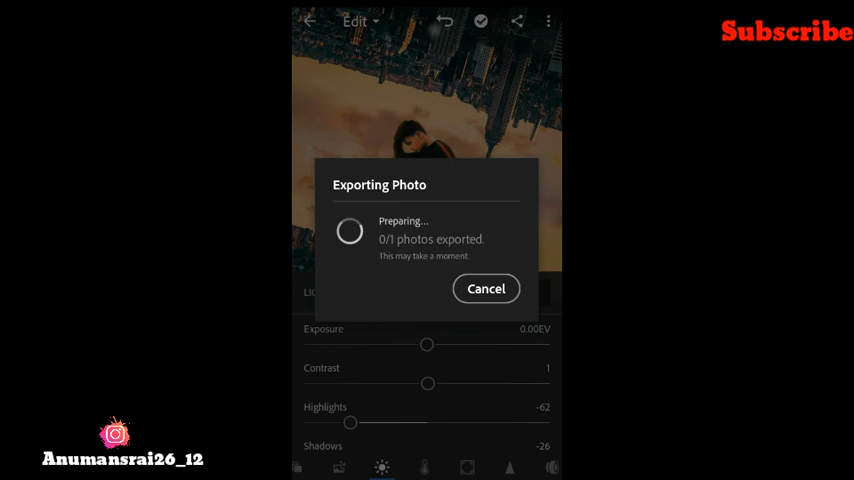 Edit
Subscribe
Exporting Photo
Preparing...
0/1 photos exported.
This may take a moment.
Cancel
Exposure 0.00EV
Contrast 1
Highlights -62
Shadows -26
Anumansrai26_12